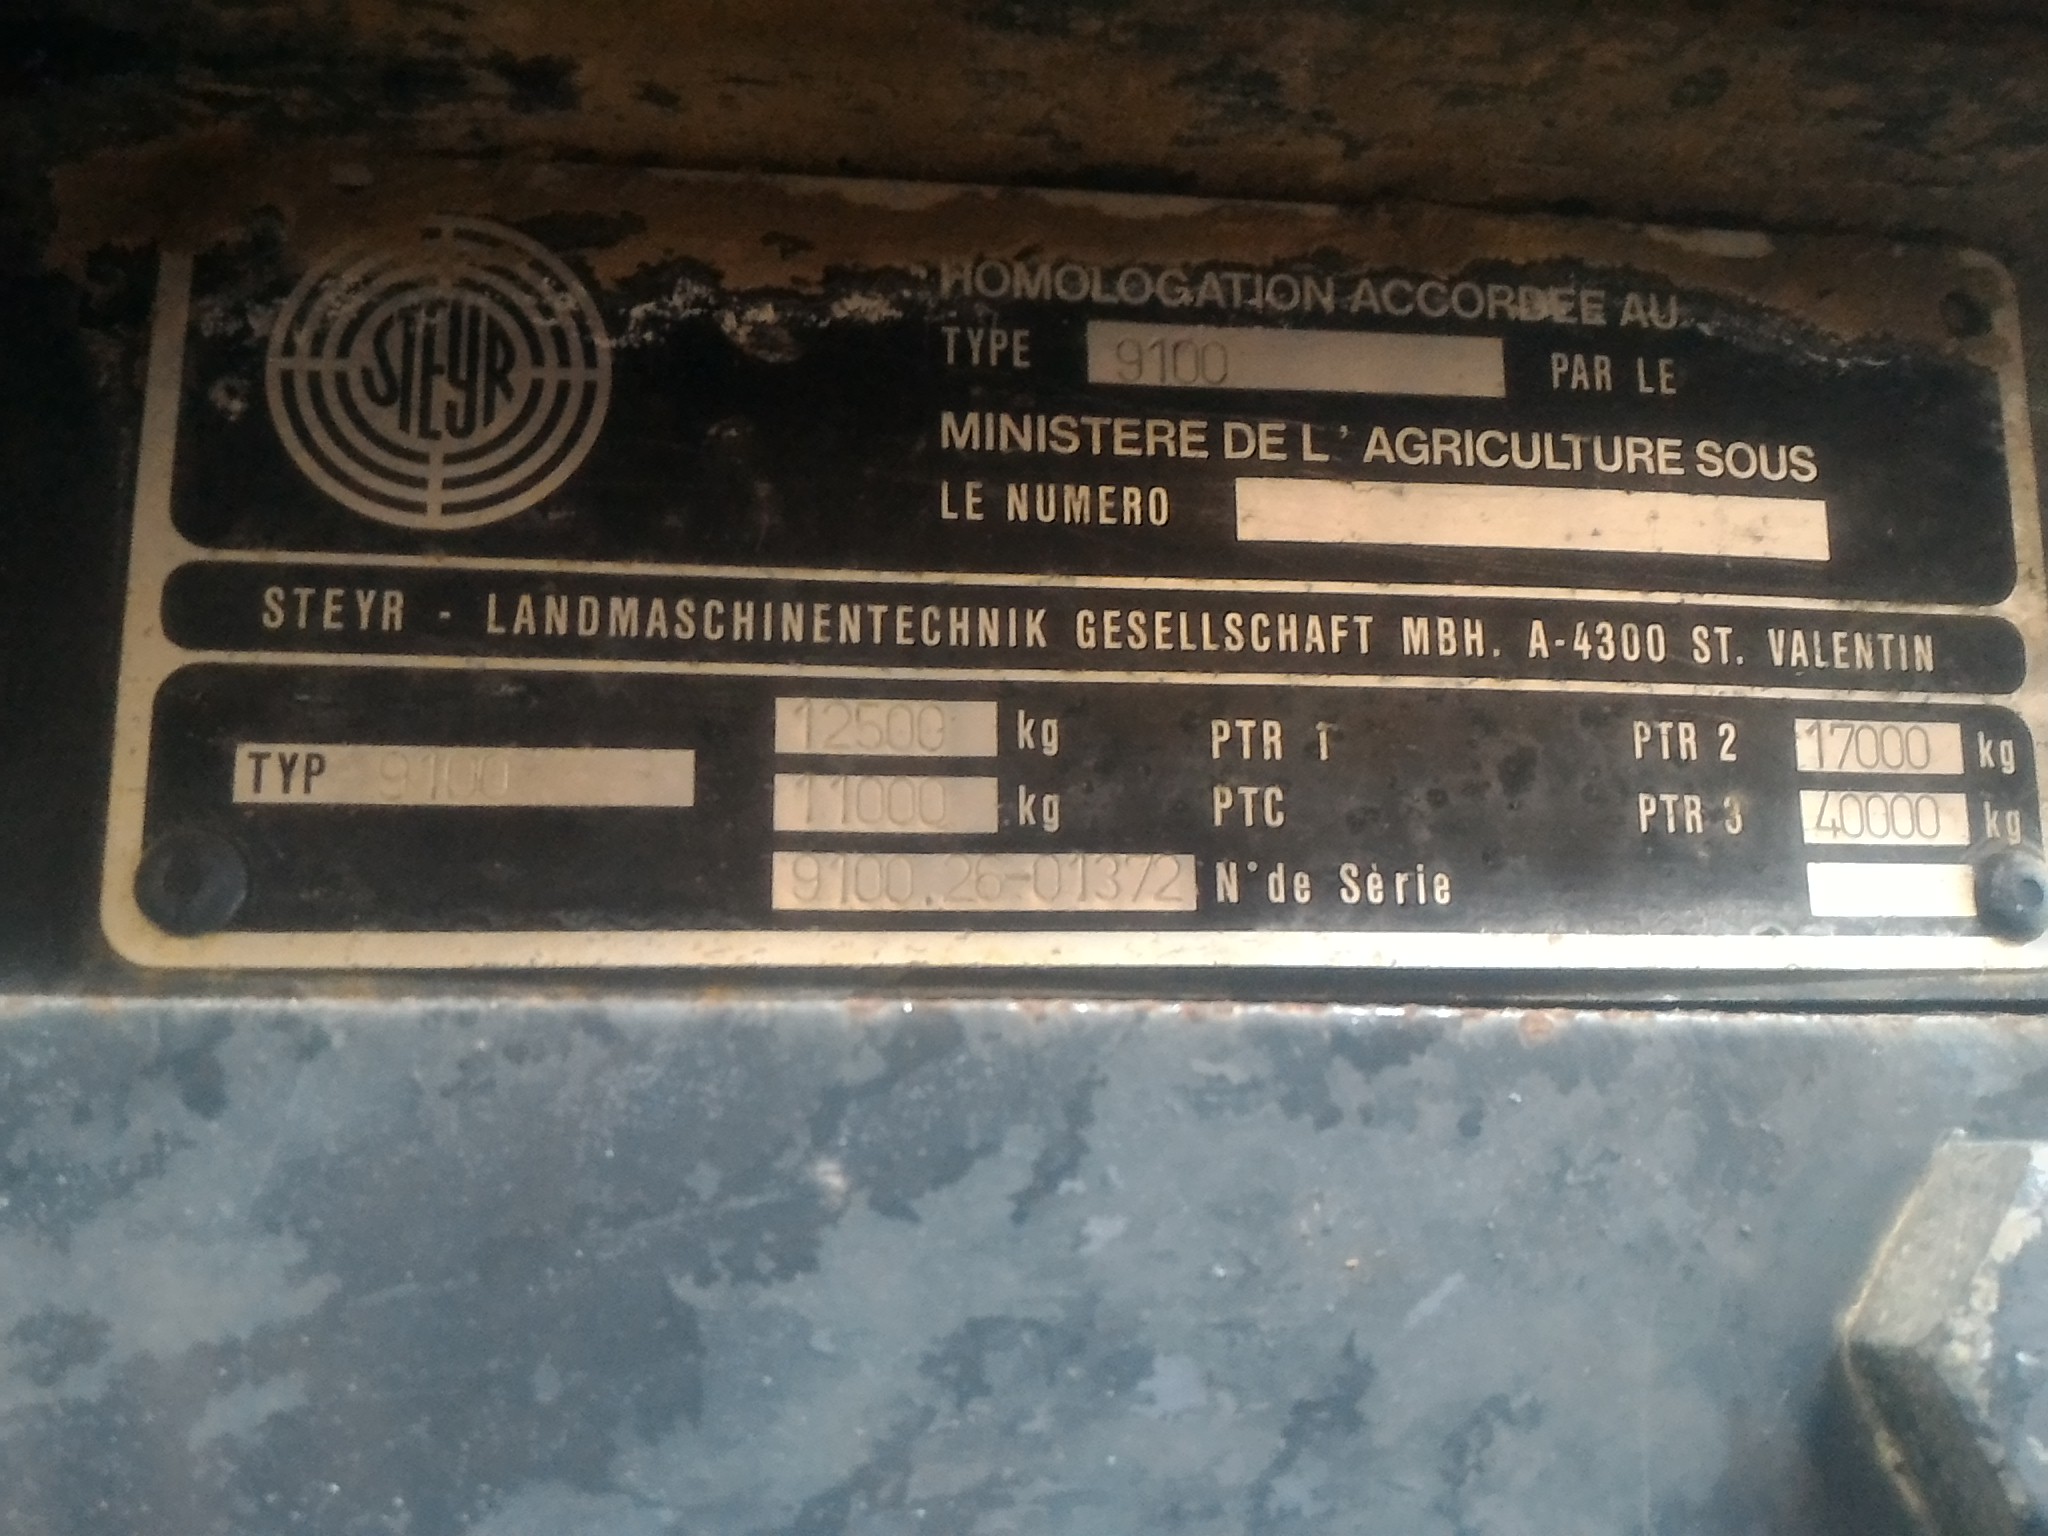 STEYR
HOMOLOGATION ACCORDEE AU
TYPE 9100 PAR LE
MINISTERE DE L' AGRICULTURE SOUS
LE NUMERO
STEYR - LANDMASCHINENTECHNIK GESELLSCHAFT MBH. A-4300 ST. VALENTIN
TYP 9100
12500 kg PTR 1 PTR 2 17000 kg
11000 kg PTC PTR 3 40000 kg
9100.26-01372 N° de Sèrie